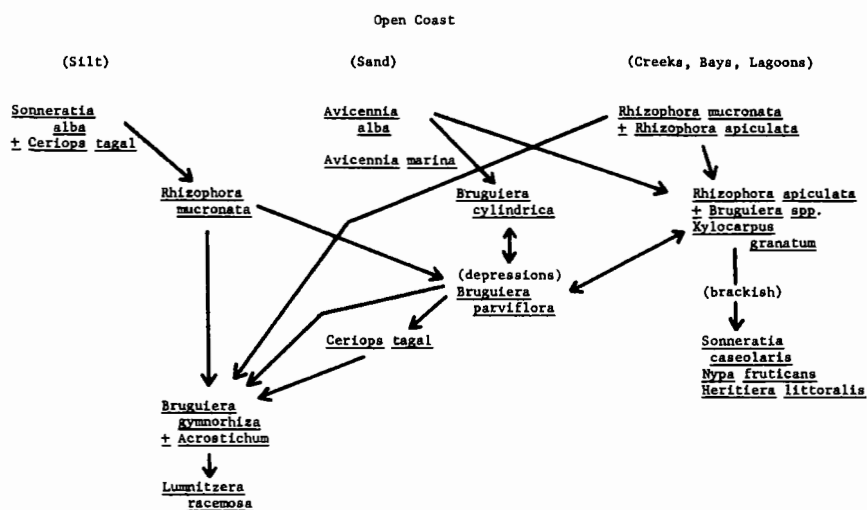 Open Coast
(Silt) (Sand) (Creeks, Bays, Lagoons)
Sonneratia
alba
+ Ceriops tagal
Avicennia
alba
Avicennia marina
Rhizophora mucronata
+ Rhizophora apiculata
Rhizophora
mucronata
Bruguiera
cylindrica
Rhizophora apiculata
+ Bruguiera spp.
Xylocarpus
granatum
(depressions)
Bruguiera
parviflora
(brackish)
Ceriops tagal
Sonneratia
caseolaris
Nypa fruticans
Heritiera littoralis
Bruguiera
gymnorhiza
+ Acrostichum
Lumnitzera
racemosa